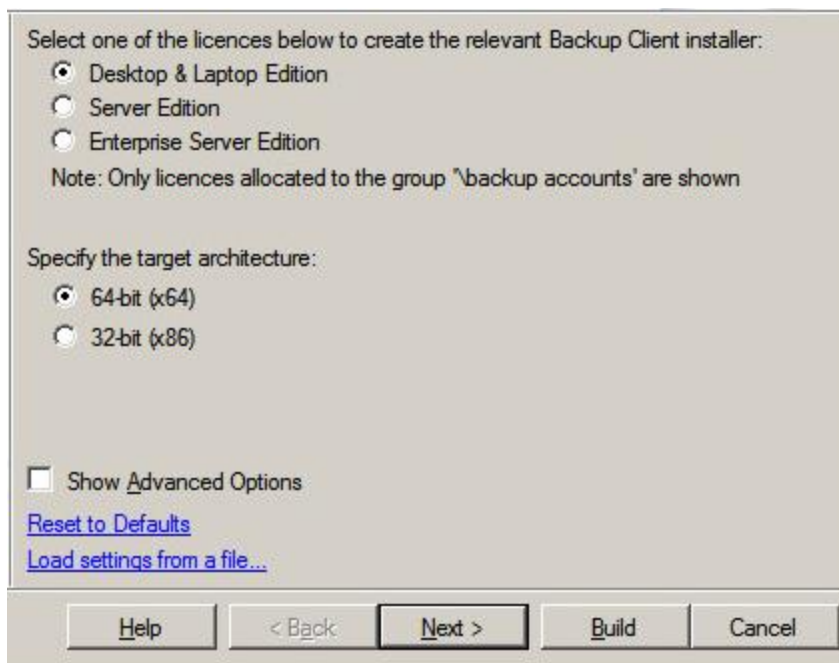 Select one of the licences below to create the relevant Backup Client installer:
Desktop & Laptop Edition
Server Edition
Enterprise Server Edition
Note: Only licences allocated to the group '\backup accounts' are shown
Specify the target architecture:
64-bit (x64)
32-bit (x86)
Show Advanced Options
Reset to Defaults
Load settings from a file...
Help
< Back
Next >
Build
Cancel